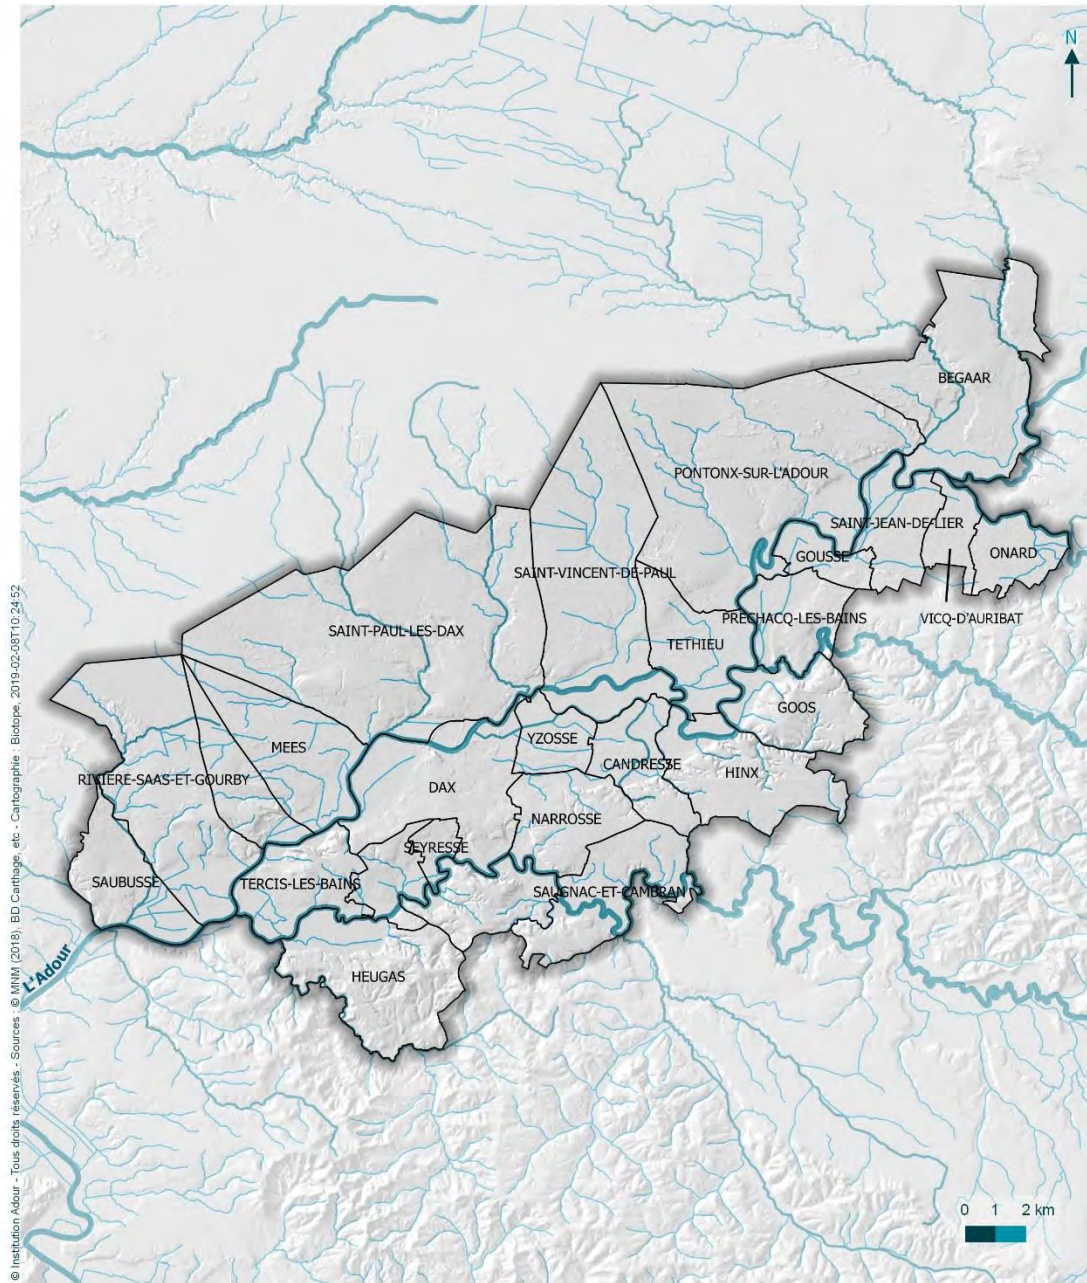 N
BEGAAR
PONTONX-SUR-L'ADOUR
SAINT-JEAN-DE-LIER
GOUSSE
ONARD
SAINT-VINCENT-DE-PAUL
PRECHACQ-LES-BAINS
VICQ-D'AURIBAT
SAINT-PAUL-LES-DAX
TETHIEU
GOOS
YZOSSE
MEES
CANDRESSE
HINX
RIVIERE-SAAS-ET-GOURBY
DAX
NARROSSE
SEYRESSE
SAUBUSSE
TERCIS-LES-BAINS
SAUGNAC-ET-CAMBRAN
L'Adour
HEUGAS
0 1 2 km
© Institution Adour - Tous droits réservés - Sources : © MNM (2018), BD Carthage, etc - Cartographie : Biotope, 2019-02-08T10:24:52